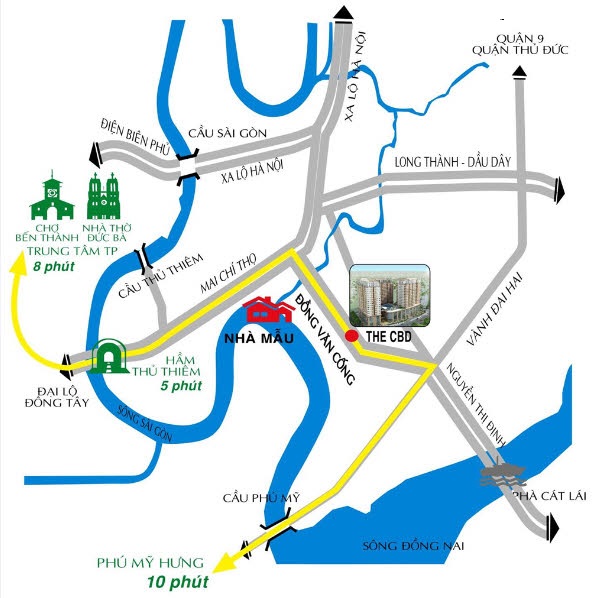 QUẬN 9
QUẬN THỦ ĐỨC
XA LỘ HÀ NỘI
ĐIỆN BIÊN PHỦ
CẦU SÀI GÒN
XA LỘ HÀ NỘI
LONG THÀNH - DẦU DÂY
CHỢ
BẾN THÀNH
NHÀ THỜ
ĐỨC BÀ
TRUNG TÂM TP
8 phút
CẦU THỦ THIÊM
MAI CHÍ THỌ
VÀNH ĐAI HAI
NHÀ MẪU
ĐỒNG VĂN CỐNG
THE CBD
HẦM
THỦ THIÊM
5 phút
ĐẠI LỘ
ĐÔNG TÂY
SÔNG SÀI GÒN
NGUYỄN THỊ ĐỊNH
CẦU PHÚ MỸ
PHÀ CÁT LÁI
SÔNG ĐỒNG NAI
PHÚ MỸ HƯNG
10 phút